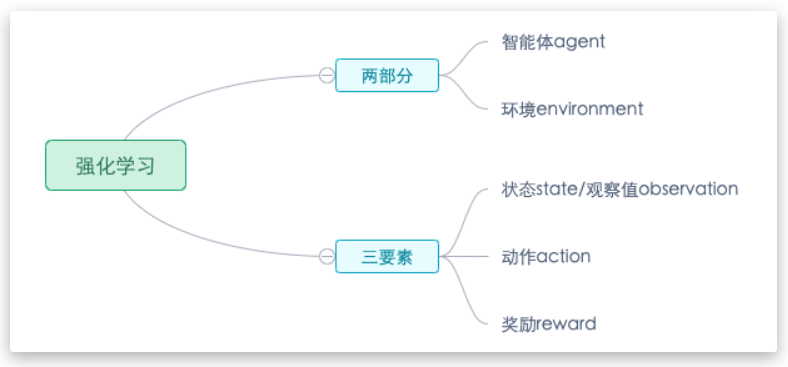 强化学习
两部分
智能体agent
环境environment
三要素
状态state/观察值observation
动作action
奖励reward